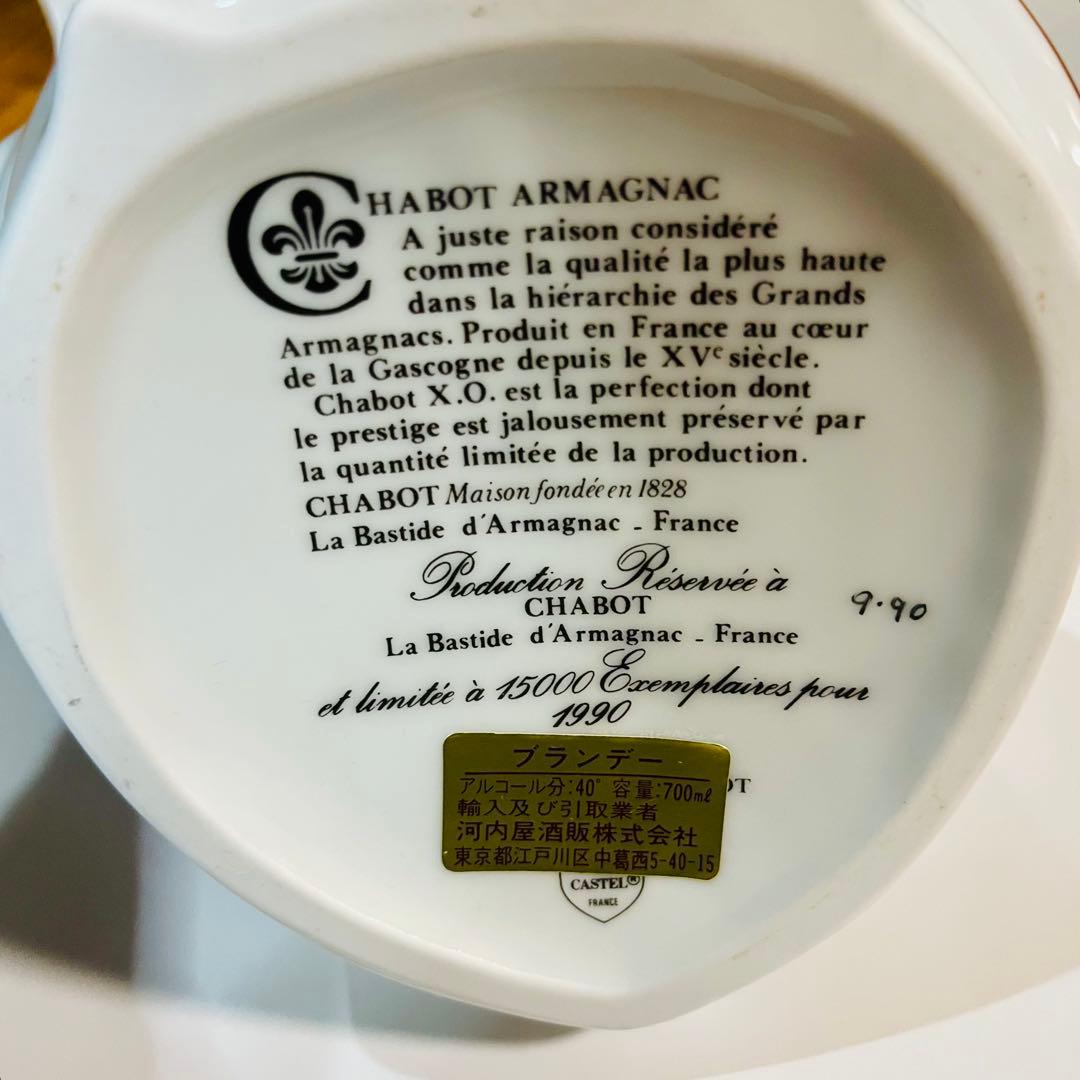 CHABOT ARMAGNAC
A juste raison considéré
comme la qualité la plus haute
dans la hiérarchie des Grands
Armagnacs. Produit en France au cœur
de la Gascogne depuis le XVe siècle.
Chabot X.O. est la perfection dont
le prestige est jalousement préservé par
la quantité limitée de la production.
CHABOT Maison fondée en 1828
La Bastide d'Armagnac - France
Production Réservée à
CHABOT
9.90
La Bastide d'Armagnac - France
et limitée à 15000 Exemplaires pour
1990
ブランデー
アルコール分:40° 容量:700ml
輸入及び引取業者
河内屋酒販株式会社
東京都江戸川区中葛西5-40-15
CASTEL®
FRANCE